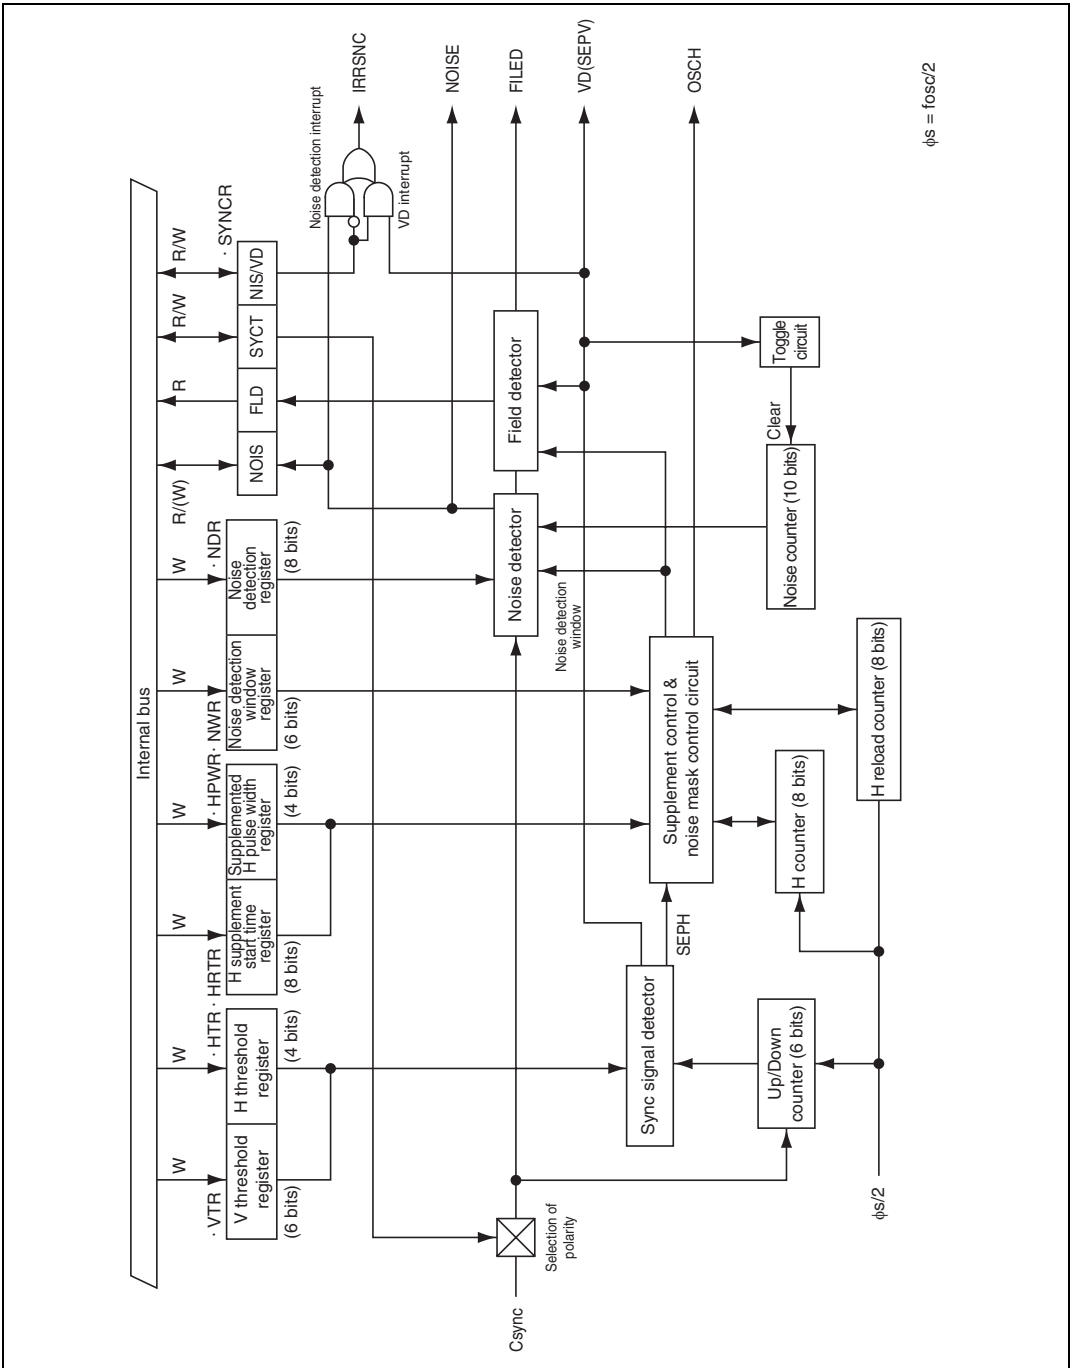 Internal bus
W
W
W
W
W
W
R/(W)
R
R/W
R/W
· VTR
· HTR
· HRTR
· HPWR
· NWR
· NDR
· SYNCR
V threshold
register
H threshold
register
H supplement
start time
register
Supplemented
H pulse width
register
Noise detection
window
register
Noise
detection
register
NOIS
FLD
SYCT
NIS/VD
(6 bits)
(4 bits)
(8 bits)
(4 bits)
(6 bits)
(8 bits)
Noise detection interrupt
VD interrupt
IRRSNC
NOISE
FILED
VD(SEPV)
OSCH
Csync
Selection of
polarity
Noise detector
Field detector
Noise detection
window
Sync signal detector
SEPH
Supplement control &
noise mask control circuit
Toggle
circuit
Clear
Noise counter (10 bits)
Up/Down
counter (6 bits)
H counter (8 bits)
H reload counter (8 bits)
ϕs/2
ϕs = fosc/2